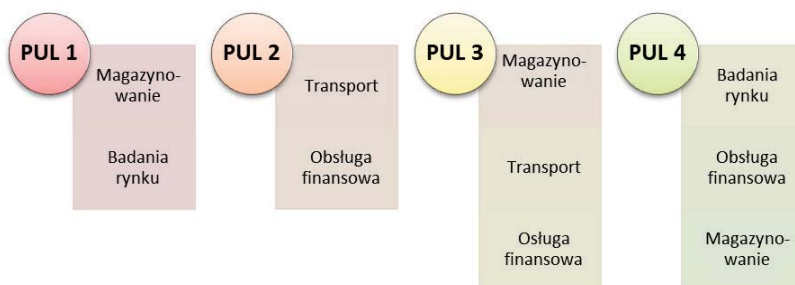 PUL 1
Magazyno-
wanie
Badania
rynku
PUL 2
Transport
Obsługa
finansowa
PUL 3
Magazyno-
wanie
Transport
Osługa
finansowa
PUL 4
Badania
rynku
Obsługa
finansowa
Magazyno-
wanie